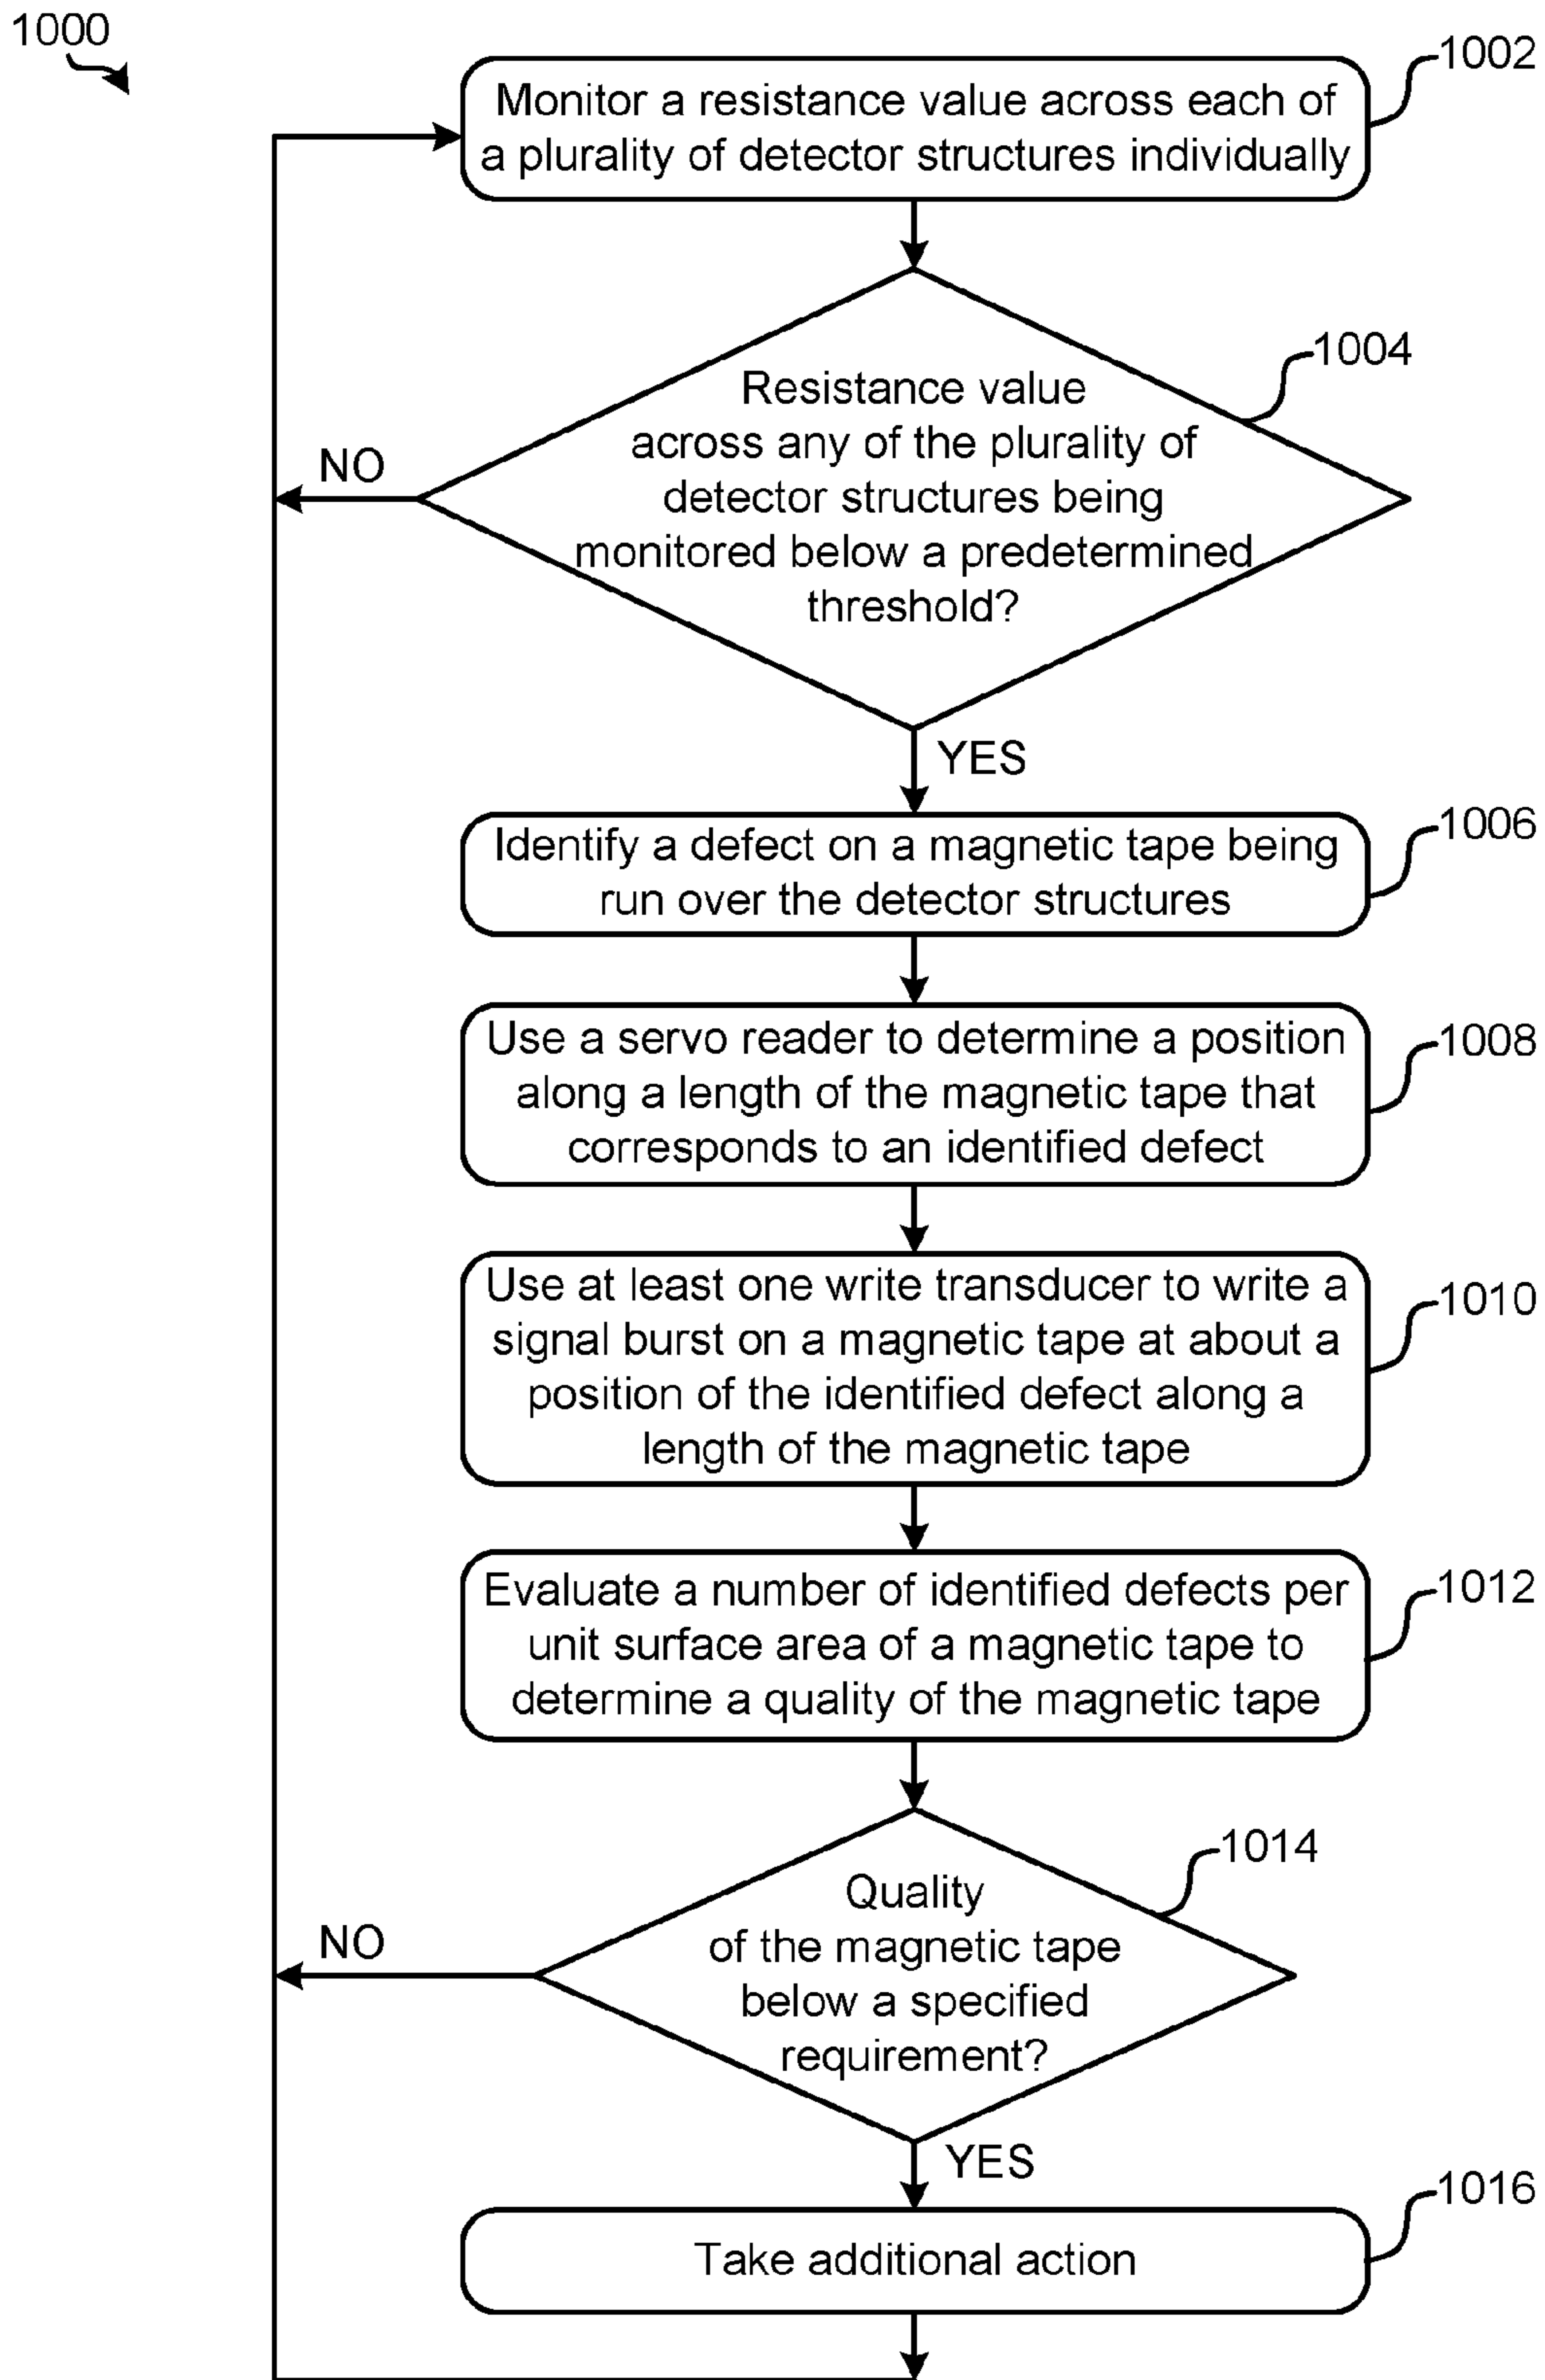 1000
1002
Monitor a resistance value across each of
a plurality of detector structures individually
1004
Resistance value
across any of the plurality of
detector structures being
monitored below a predetermined
threshold?
NO
YES
1006
Identify a defect on a magnetic tape being
run over the detector structures
1008
Use a servo reader to determine a position
along a length of the magnetic tape that
corresponds to an identified defect
1010
Use at least one write transducer to write a
signal burst on a magnetic tape at about a
position of the identified defect along a
length of the magnetic tape
1012
Evaluate a number of identified defects per
unit surface area of a magnetic tape to
determine a quality of the magnetic tape
1014
Quality
of the magnetic tape
below a specified
requirement?
NO
YES
1016
Take additional action